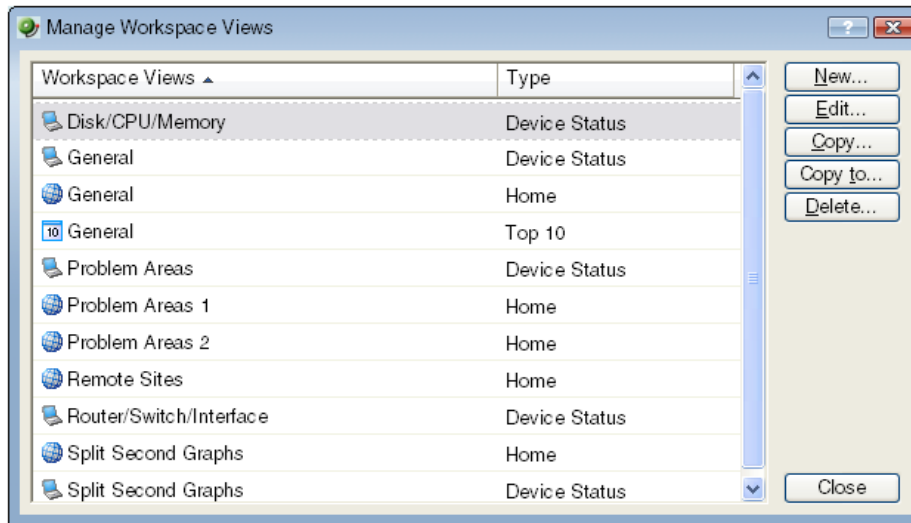 Manage Workspace Views
?
Workspace Views Type
Disk/CPU/Memory Device Status
General Device Status
General Home
10 General Top 10
Problem Areas Device Status
Problem Areas 1 Home
Problem Areas 2 Home
Remote Sites Home
Router/Switch/Interface Device Status
Split Second Graphs Home
Split Second Graphs Device Status
New...
Edit...
Copy...
Copy to...
Delete...
Close